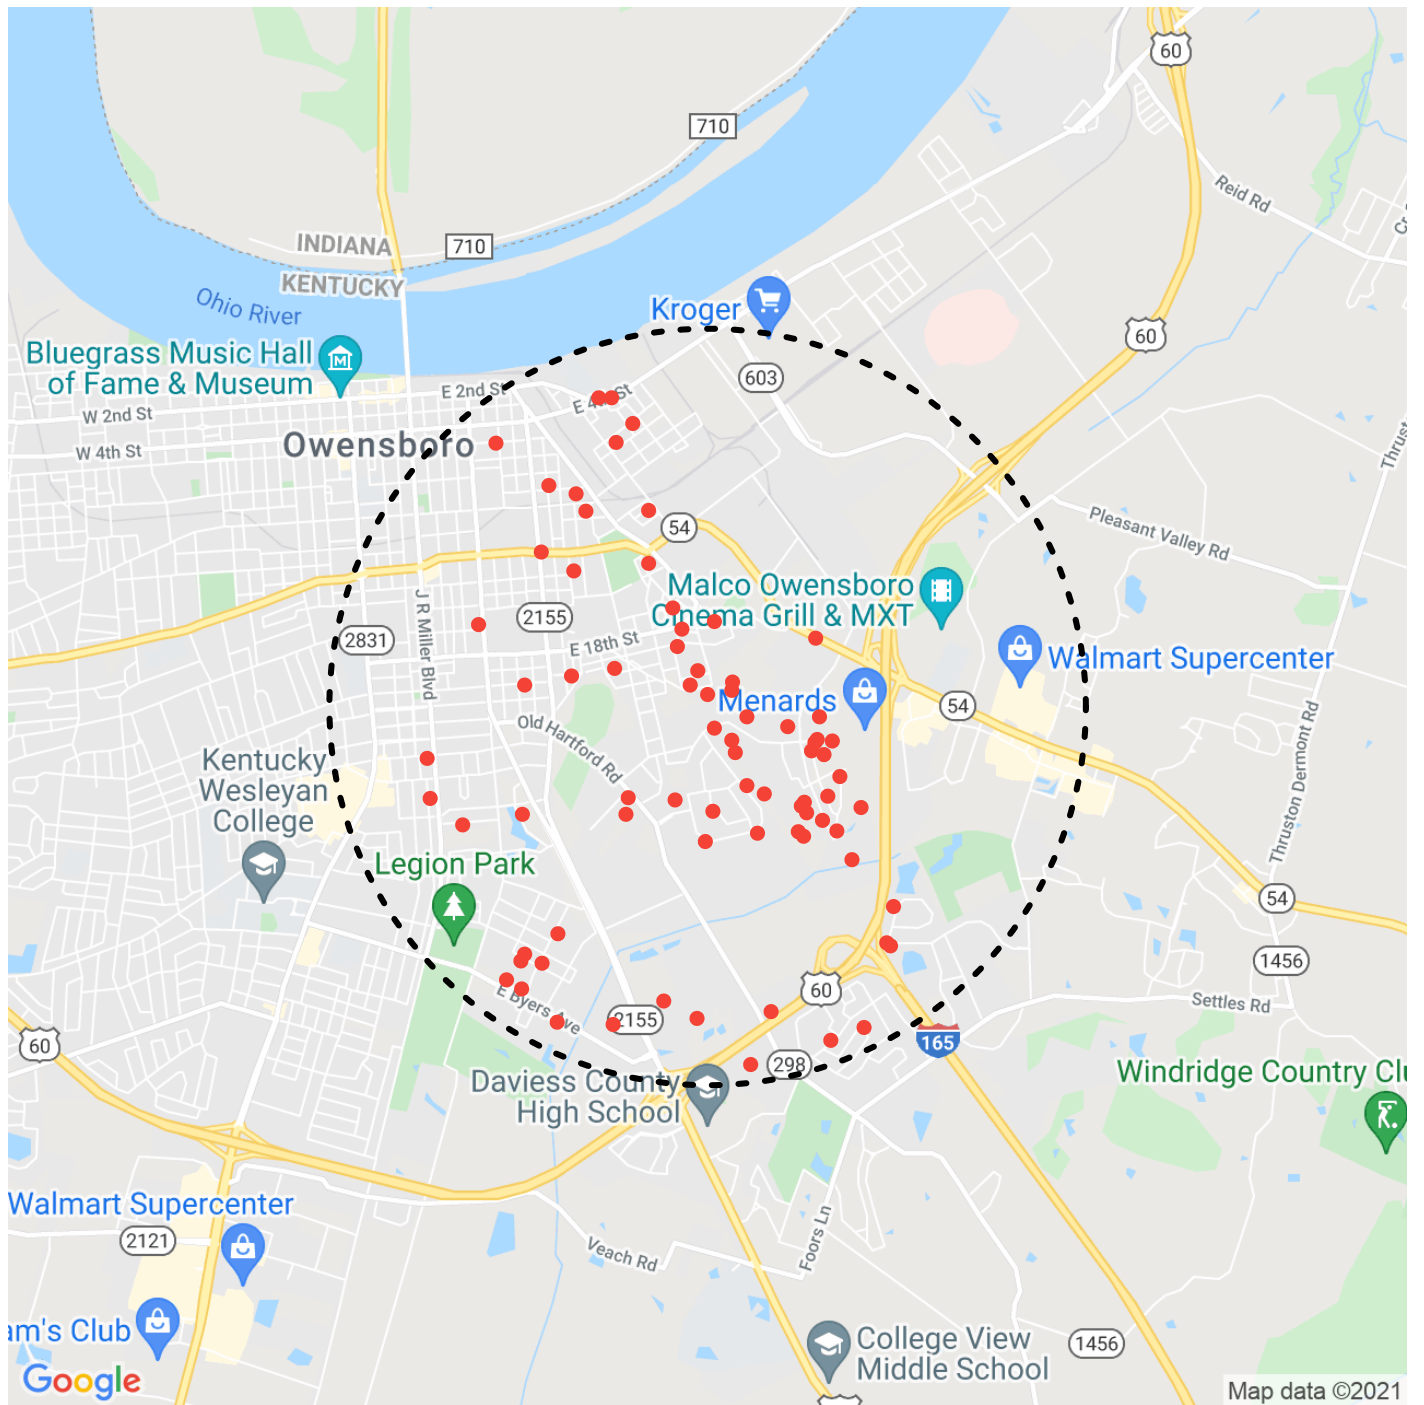 60
710
Reid Rd
INDIANA
710
KENTUCKY
Ohio River
Kroger
60
Bluegrass Music Hall
of Fame & Museum
603
E 2nd St
W 2nd St
Owensboro
W 4th St
54
Pleasant Valley Rd
Malco Owensboro
Cinema Grill & MXT
J R Miller Blvd
2155
2831
E 18th St
Walmart Supercenter
Menards
54
Old Hartford Rd
Thruston Dermont Rd
Kentucky
Wesleyan
College
Legion Park
54
1456
60
E Byers Ave
Settles Rd
2155
165
60
298
Windridge Country Clu
Daviess County
High School
Walmart Supercenter
2121
Veach Rd
Foors Ln
am's Club
College View
Middle School
1456
Google
Map data ©2021